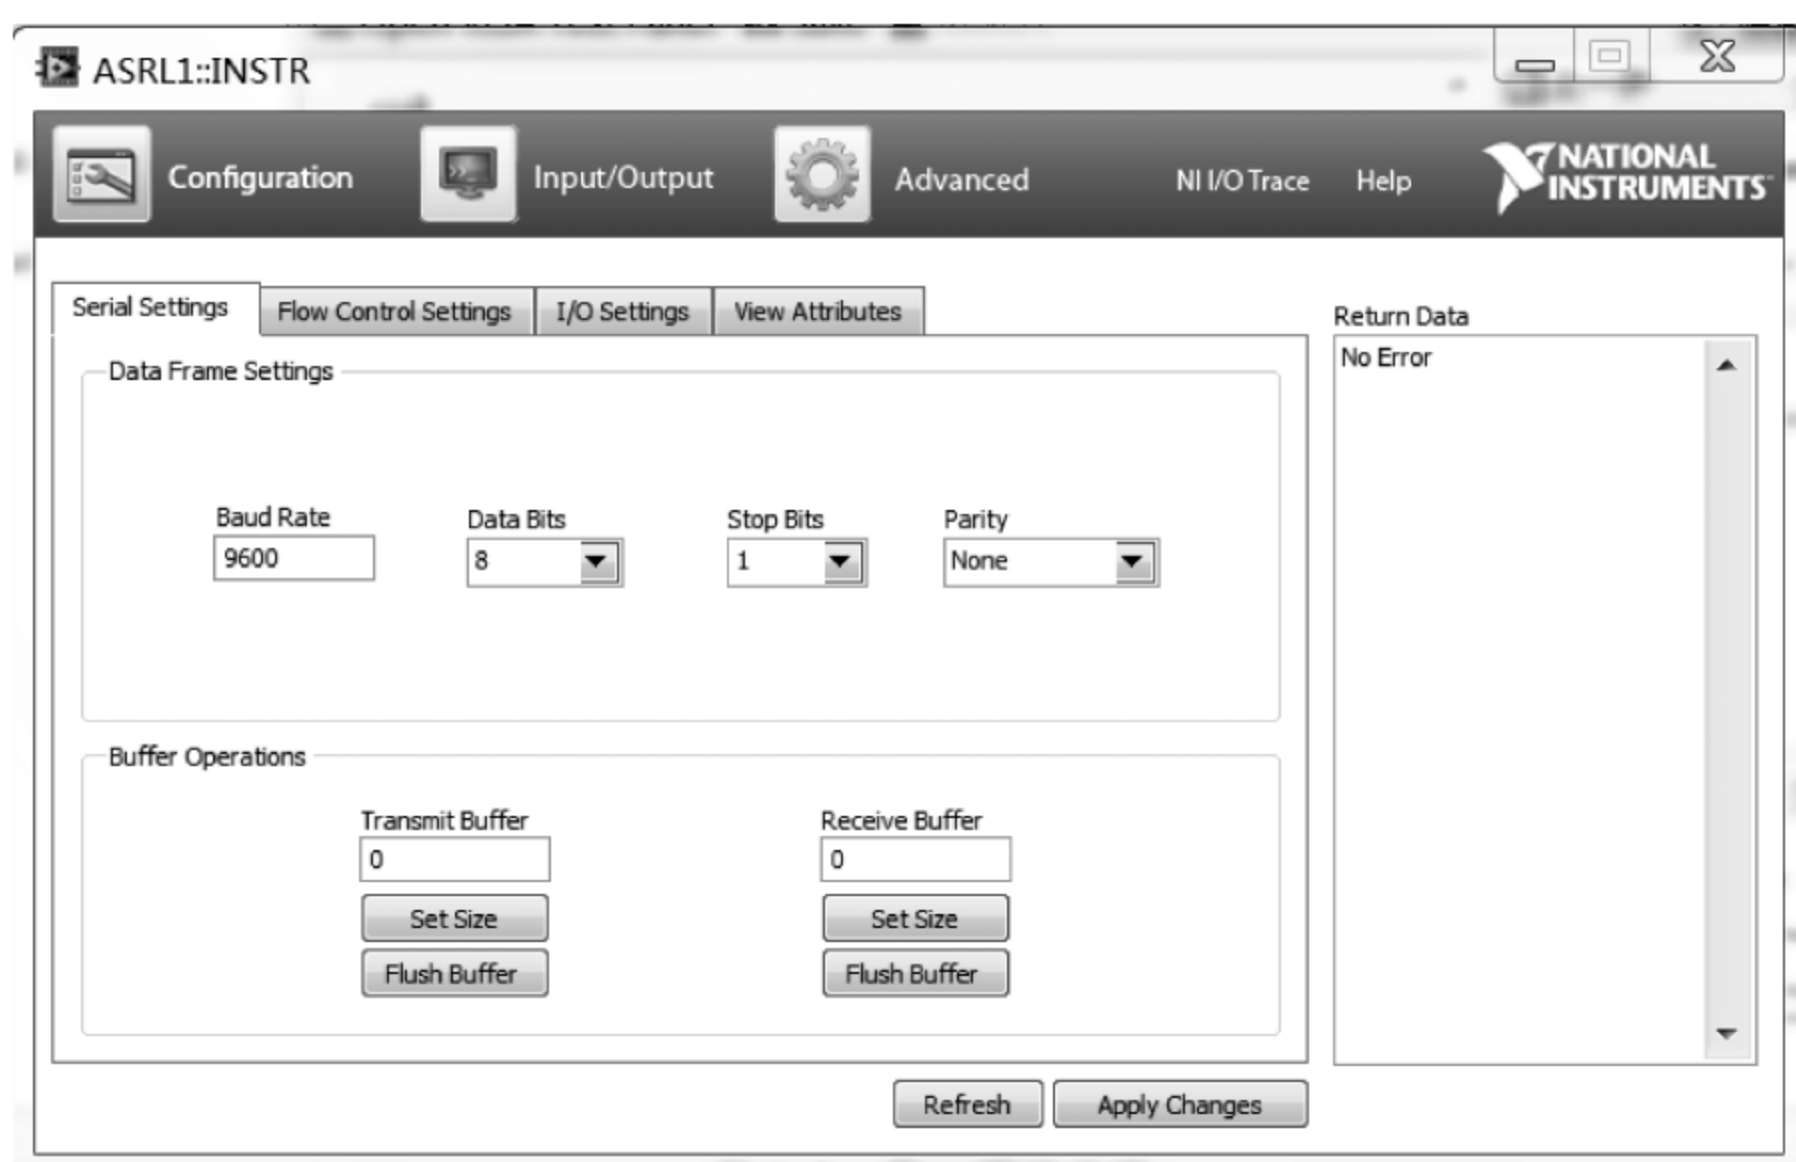 ASRL1::INSTR
Configuration
Input/Output
Advanced
NI I/O Trace
Help
NATIONAL
INSTRUMENTS
Serial Settings
Flow Control Settings
I/O Settings
View Attributes
Return Data
No Error
Data Frame Settings
Baud Rate
Data Bits
Stop Bits
Parity
9600
8
1
None
Buffer Operations
Transmit Buffer
Receive Buffer
0
0
Set Size
Set Size
Flush Buffer
Flush Buffer
Refresh
Apply Changes